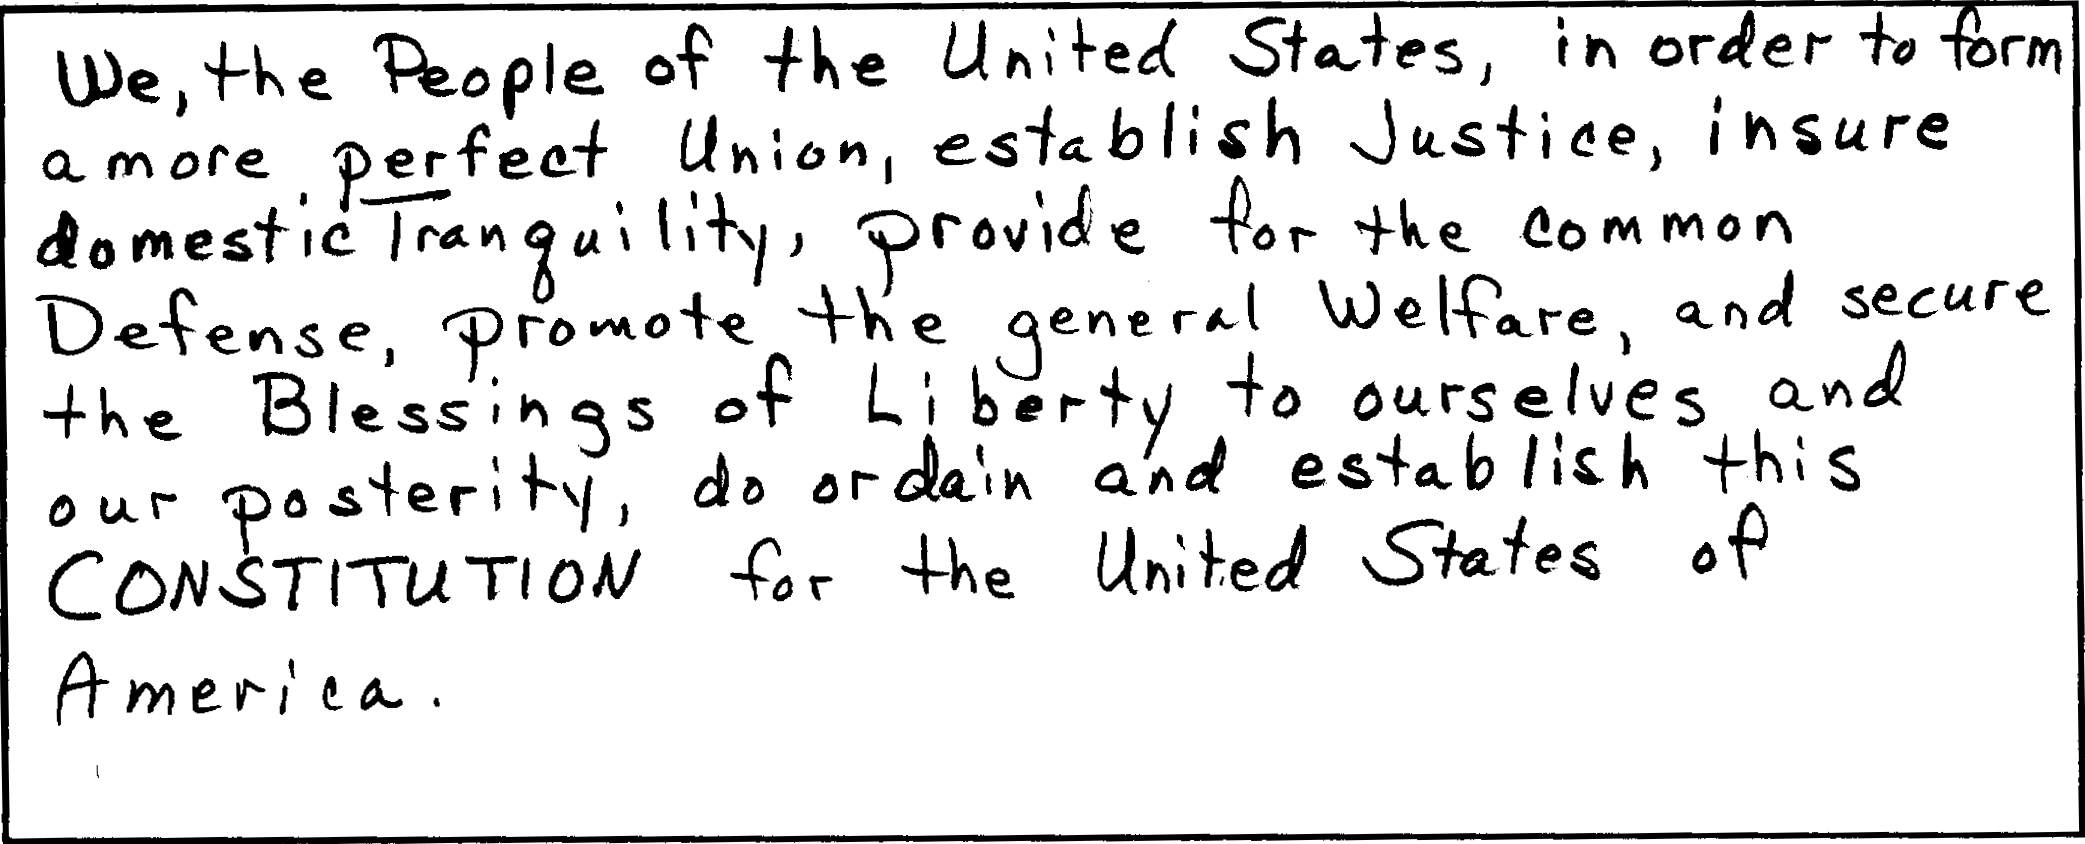 We, the People of the United States, in order to form
a more perfect Union, establish Justice, insure
domestic Tranquility, provide for the common
Defense, promote the general Welfare, and secure
the Blessings of Liberty to ourselves and
our posterity, do ordain and establish this
CONSTITUTION for the United States of
America.